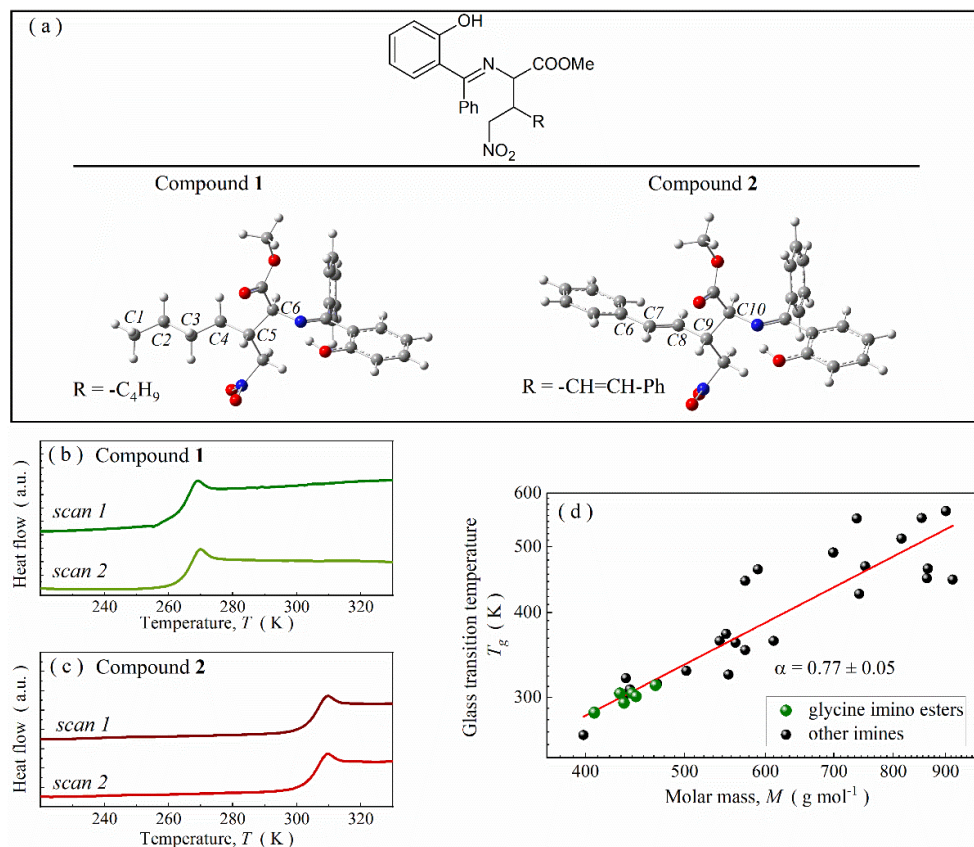 ( a )
OH
N
COOMe
Ph
R
NO2
Compound 1
Compound 2
C1
C2
C3
C4
C5
C6
R = -C4H9
C6
C7
C8
C9
C10
R = -CH=CH-Ph
( b ) Compound 1
Heat flow ( a.u. )
scan 1
scan 2
240 260 280 300 320
Temperature, T ( K )
( c ) Compound 2
Heat flow ( a.u. )
scan 1
scan 2
240 260 280 300 320
Temperature, T ( K )
( d )
Glass transition temperature
Tg ( K )
600
500
400
300
α = 0.77 ± 0.05
glycine imino esters
other imines
400 500 600 700 800 900
Molar mass, M ( g mol-1 )